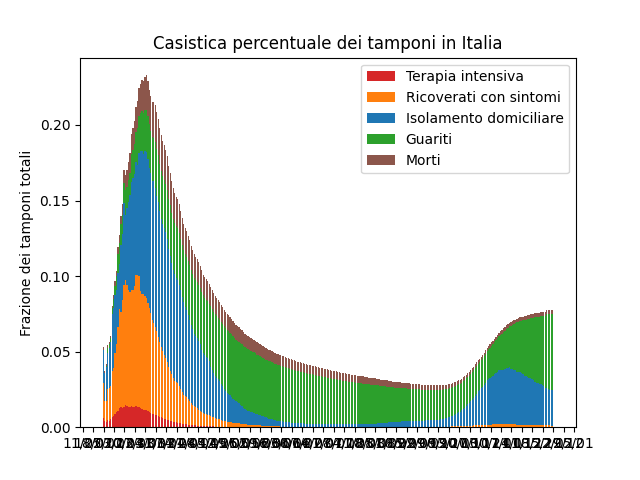 Casistica percentuale dei tamponi in Italia
Terapia intensiva
Ricoverati con sintomi
Isolamento domiciliare
Guariti
Morti
Frazione dei tamponi totali
0.20
0.15
0.10
0.05
0.00